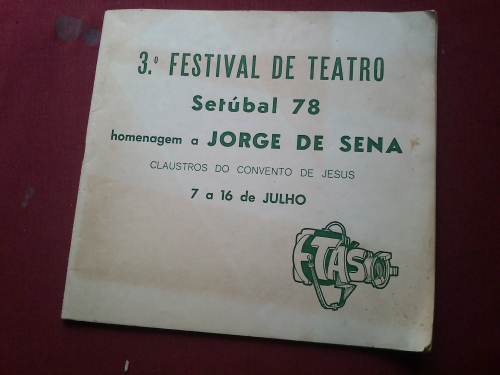 3.º FESTIVAL DE TEATRO
Setúbal 78
homenagem a JORGE DE SENA
CLAUSTROS DO CONVENTO DE JESUS
7 a 16 de JULHO
TAS